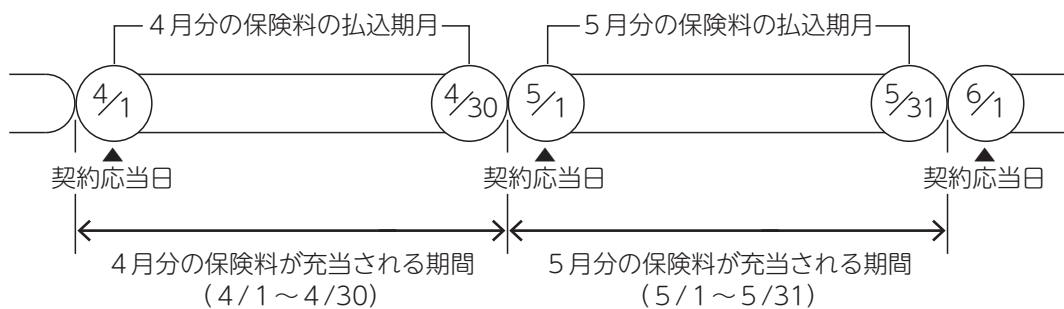 4月分の保険料の払込期月
5月分の保険料の払込期月
4/1
4/30
5/1
5/31
6/1
▲
▲
▲
契約応当日
契約応当日
契約応当日
4月分の保険料が充当される期間
(4/1～4/30)
5月分の保険料が充当される期間
(5/1～5/31)